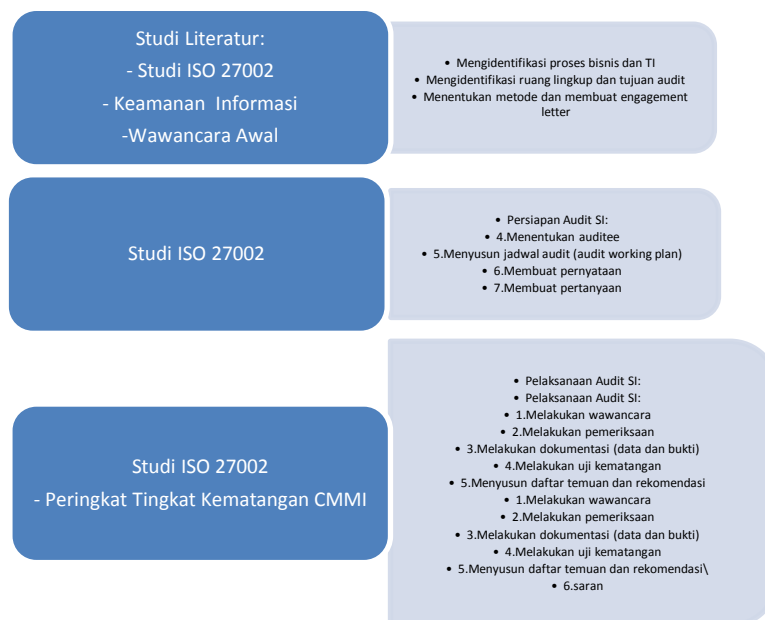 Studi Literatur:
- Studi ISO 27002
- Keamanan Informasi
-Wawancara Awal
• Mengidentifikasi proses bisnis dan TI
• Mengidentifikasi ruang lingkup dan tujuan audit
• Menentukan metode dan membuat engagement
letter
Studi ISO 27002
• Persiapan Audit SI:
• 4.Menentukan auditee
• 5.Menyusun jadwal audit (audit working plan)
• 6.Membuat pernyataan
• 7.Membuat pertanyaan
Studi ISO 27002
- Peringkat Tingkat Kematangan CMMI
• Pelaksanaan Audit SI:
• Pelaksanaan Audit SI:
• 1.Melakukan wawancara
• 2.Melakukan pemeriksaan
• 3.Melakukan dokumentasi (data dan bukti)
• 4.Melakukan uji kematangan
• 5.Menyusun daftar temuan dan rekomendasi
• 1.Melakukan wawancara
• 2.Melakukan pemeriksaan
• 3.Melakukan dokumentasi (data dan bukti)
• 4.Melakukan uji kematangan
• 5.Menyusun daftar temuan dan rekomendasi\
• 6.saran